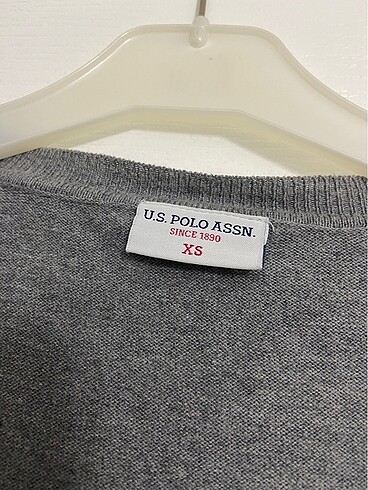 U.S. POLO ASSN.
SINCE 1890
XS